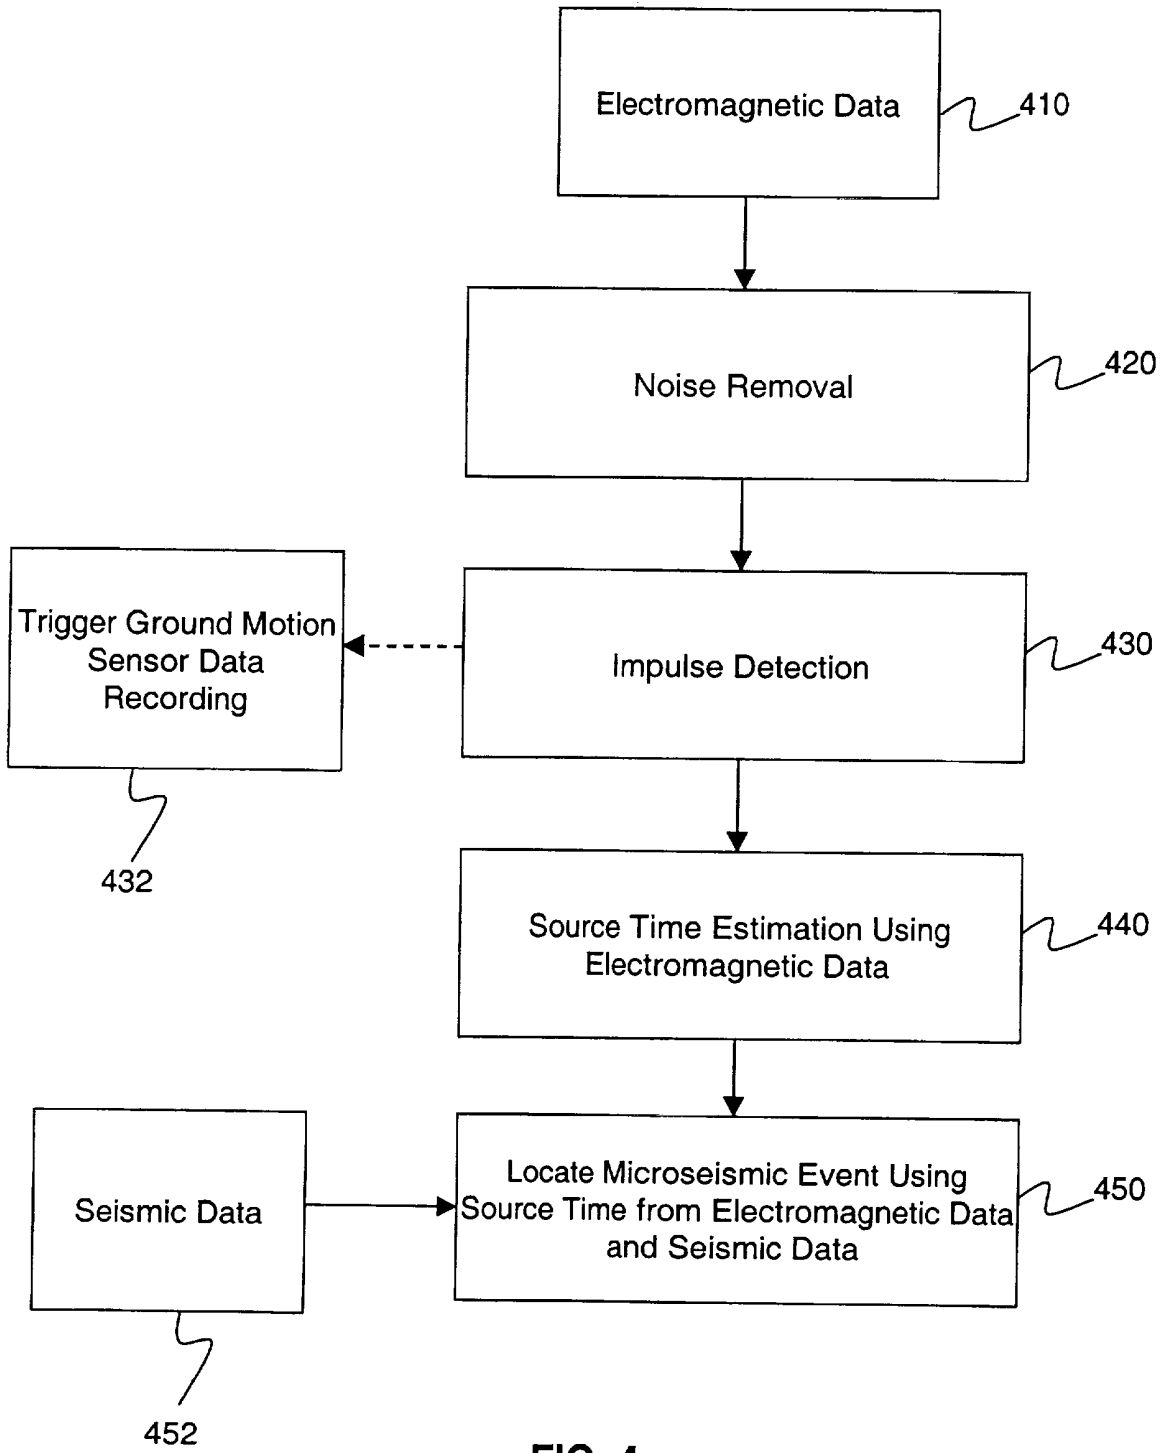 Electromagnetic Data
410
Noise Removal
420
Trigger Ground Motion
Sensor Data
Recording
432
Impulse Detection
430
Source Time Estimation Using
Electromagnetic Data
440
Seismic Data
452
Locate Microseismic Event Using
Source Time from Electromagnetic Data
and Seismic Data
450